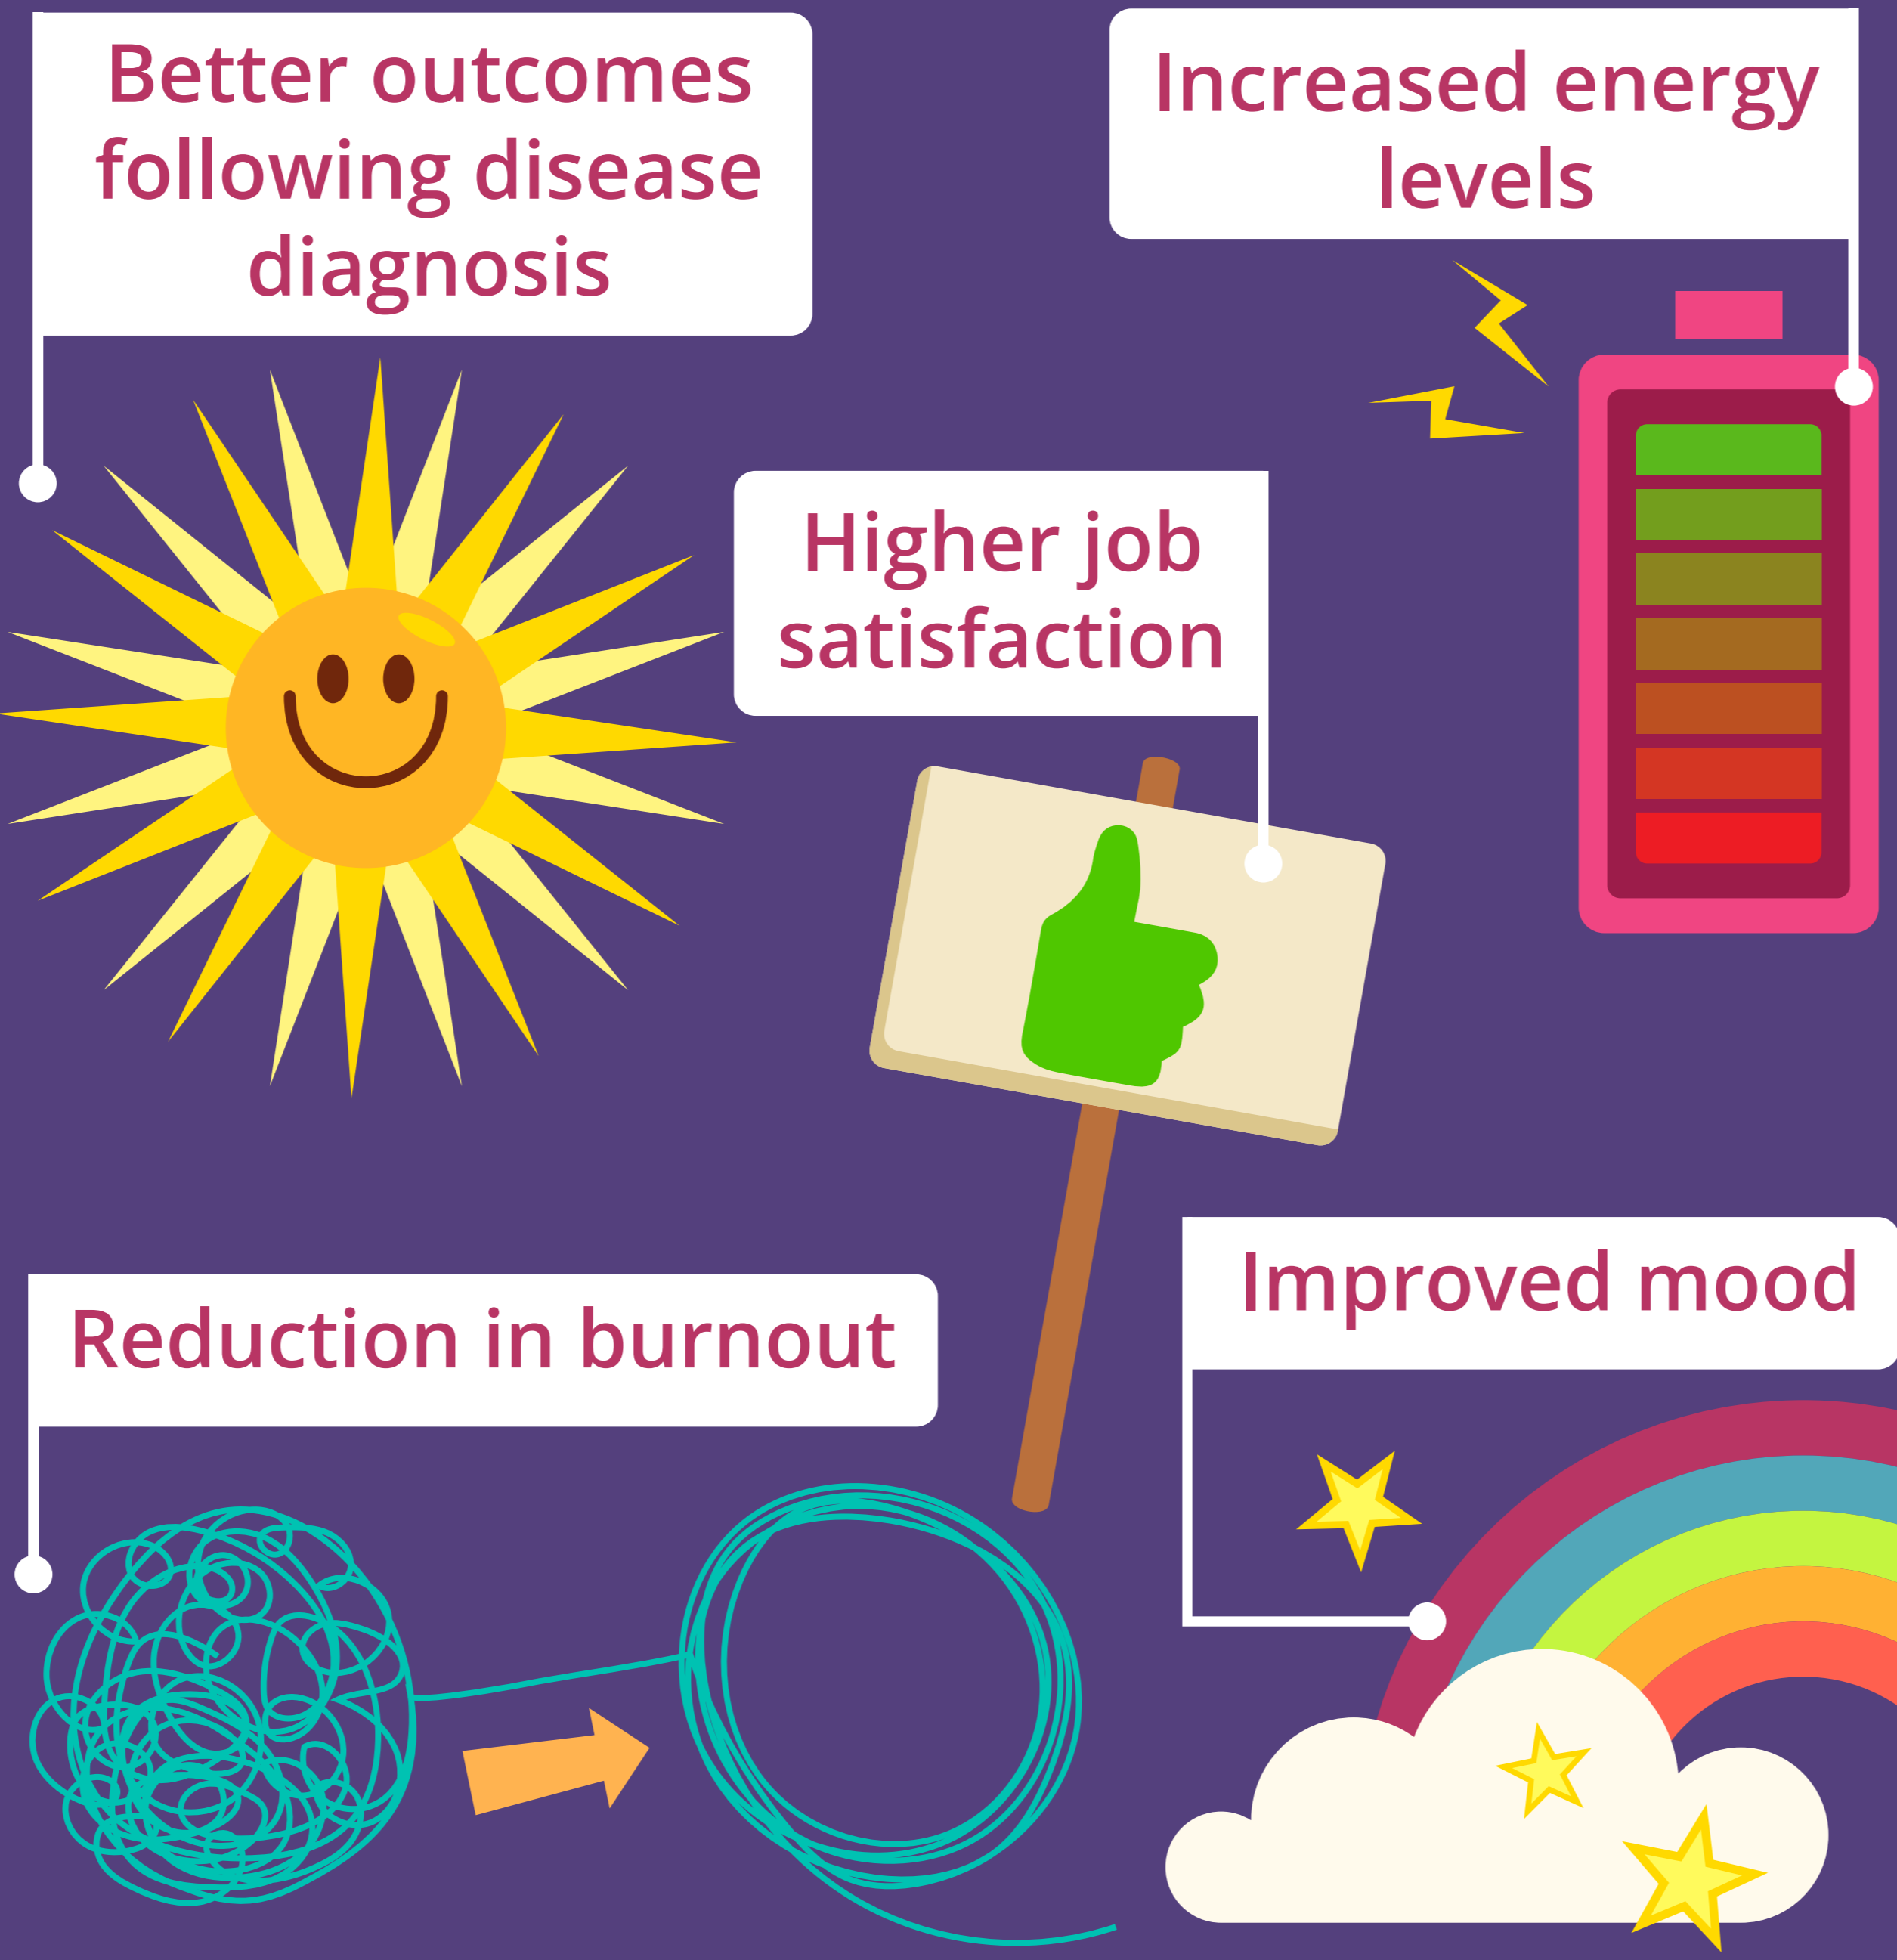 Better outcomes
following disease
diagnosis
Increased energy
levels
Higher job
satisfaction
Reduction in burnout
Improved mood